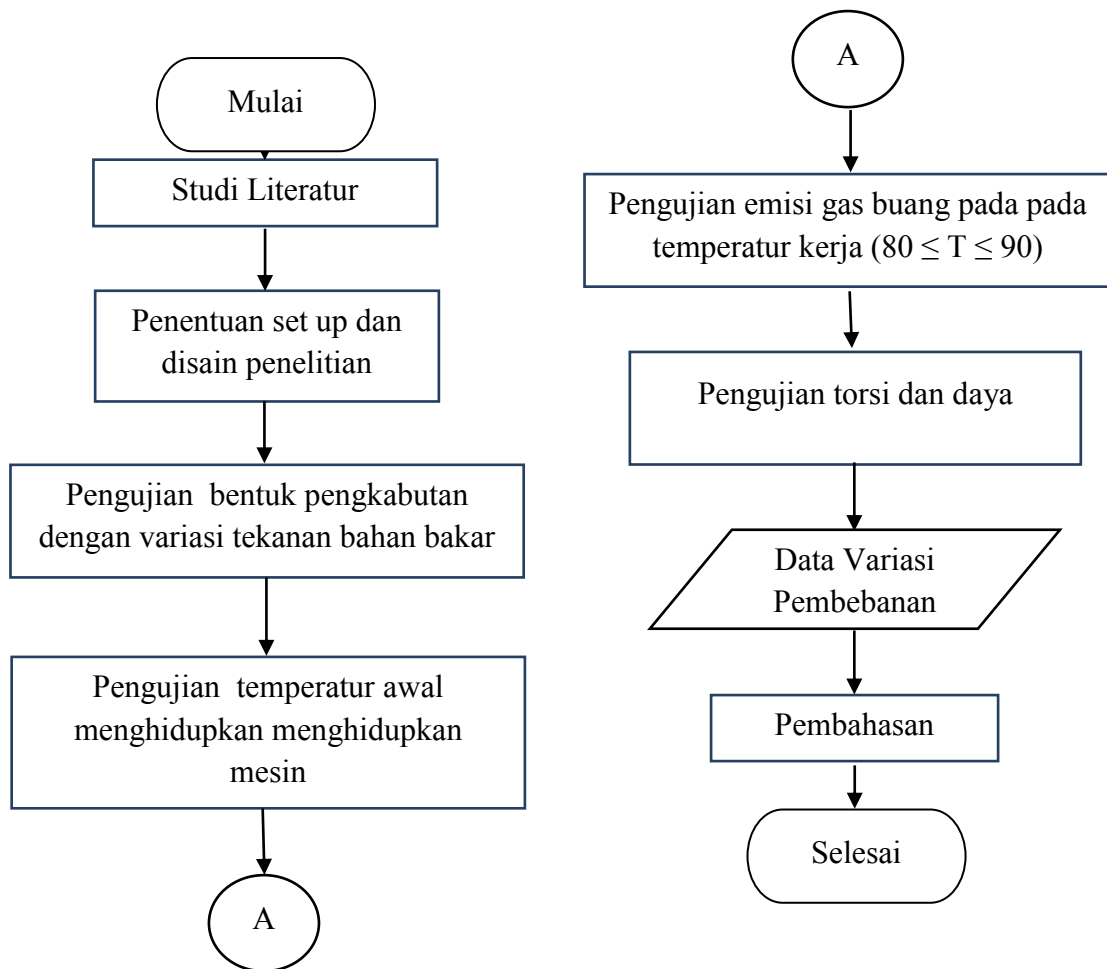 Mulai
Studi Literatur
Penentuan set up dan
disain penelitian
Pengujian bentuk pengkabutan
dengan variasi tekanan bahan bakar
Pengujian temperatur awal
menghidupkan menghidupkan
mesin
A
A
Pengujian emisi gas buang pada pada
temperatur kerja (80 ≤ T ≤ 90)
Pengujian torsi dan daya
Data Variasi
Pembebanan
Pembahasan
Selesai